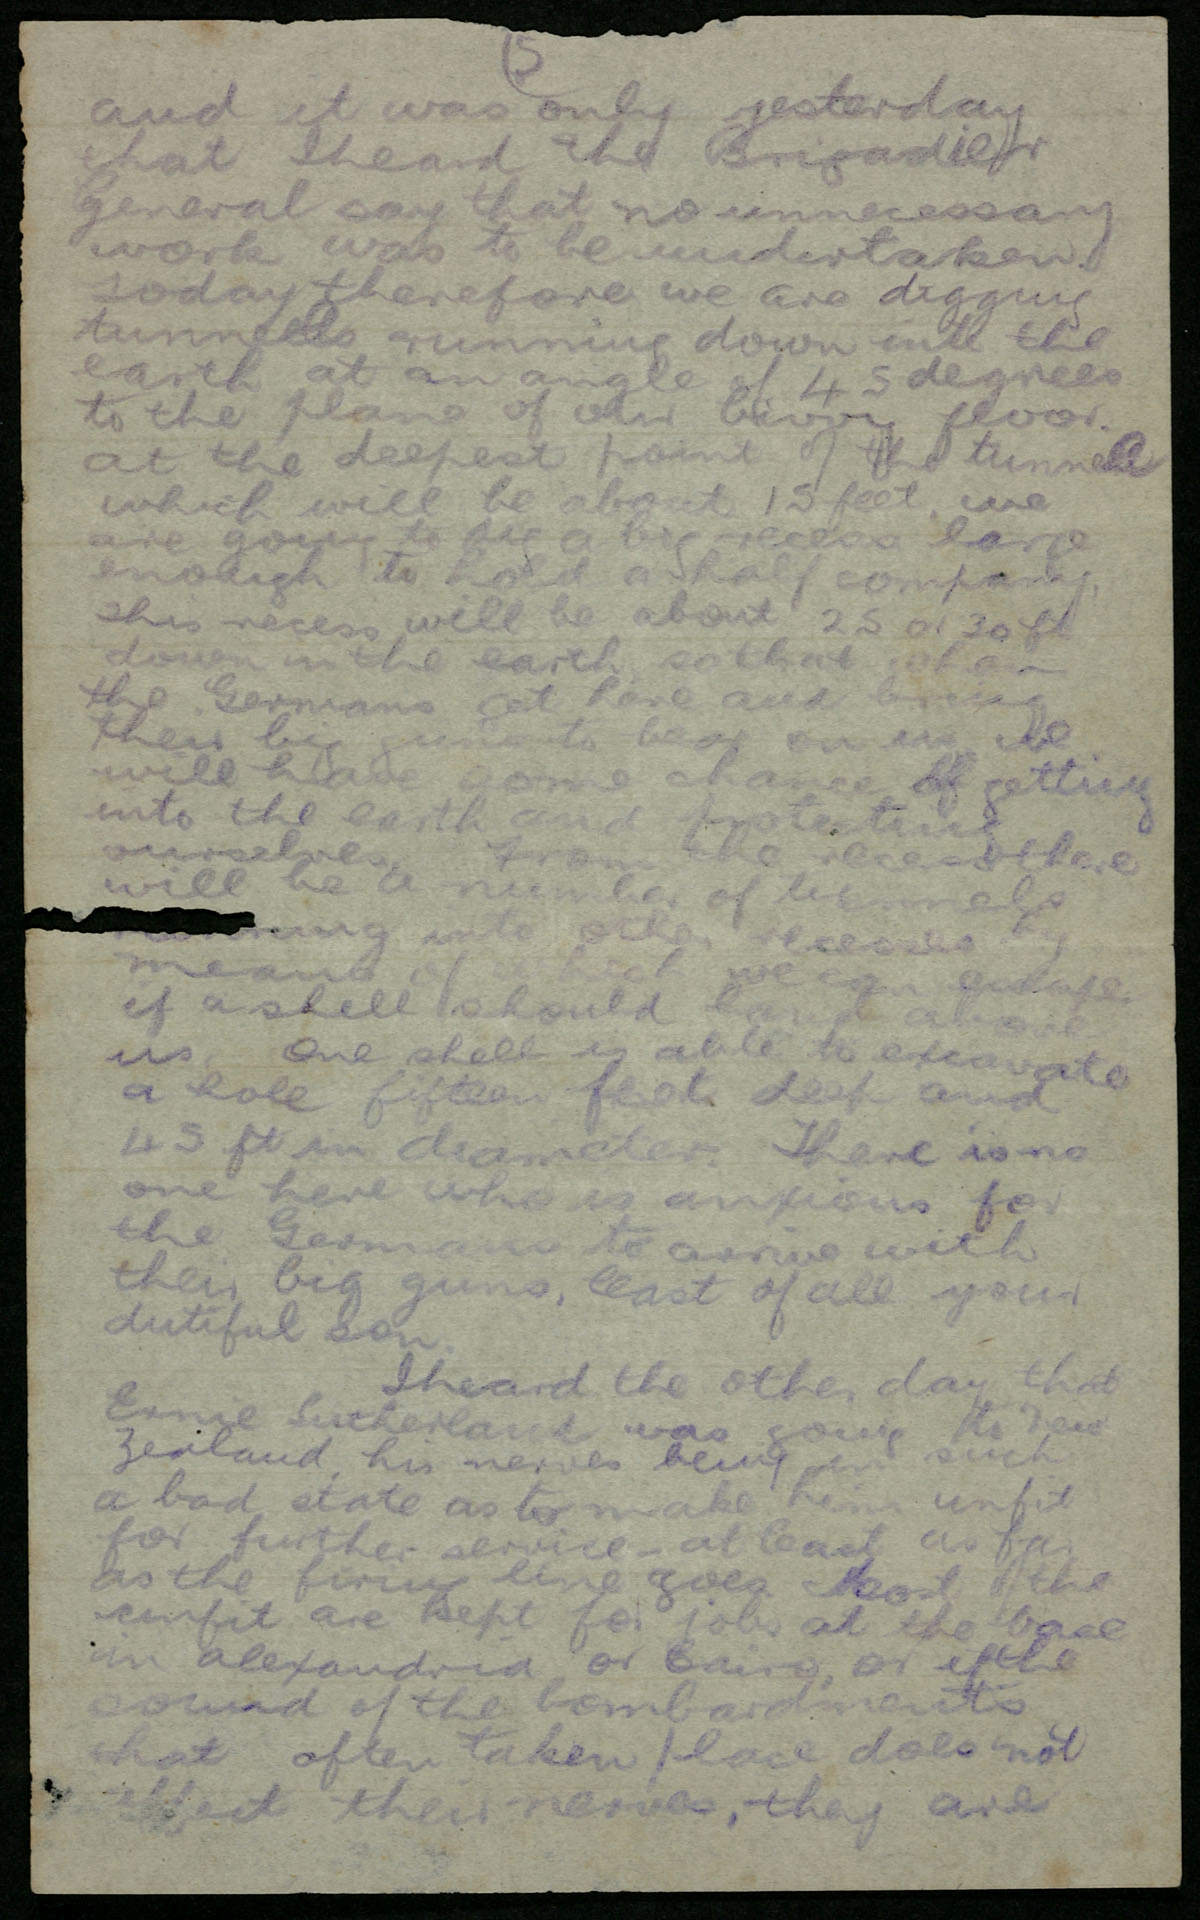 (5
and it was only yesterday
that I heard the Brigadier
General say that no unnecessary
work was to be undertaken.
Today therefore we are digging
tunnells running down into the
earth at an angle of 45 degrees
to the plane of our bivvy floor.
at the deepest point of the tunnell
which will be about 15 feet, we
are going to dig a big recess large
enough to hold a half company.
This recess will be about 25 or 30 ft
down in the earth so that when
the Germans get here and bring
their big guns to bear on us, we
will have some chance of getting
into the earth and protecting
ourselves. From the recess there
will be a number of tunnels
running into other recesses by
means of which we can escape
if a shell should land above
us. One shell is able to excavate
a hole fifteen feet deep and
45 ft in diameter. There is no
one here who is anxious for
the Germans to arrive with
their big guns, least of all your
dutiful son.
I heard the other day that
Ernie Sutherland was going to New
Zealand, his nerves being in such
a bad state as to make him unfit
for further service - at least as far
as the firing line goes. Most of the
unfit are kept for jobs at the base
in Alexandria or Cairo, or if the
sound of the bombardments
that often taken place does not
effect their nerves, they are